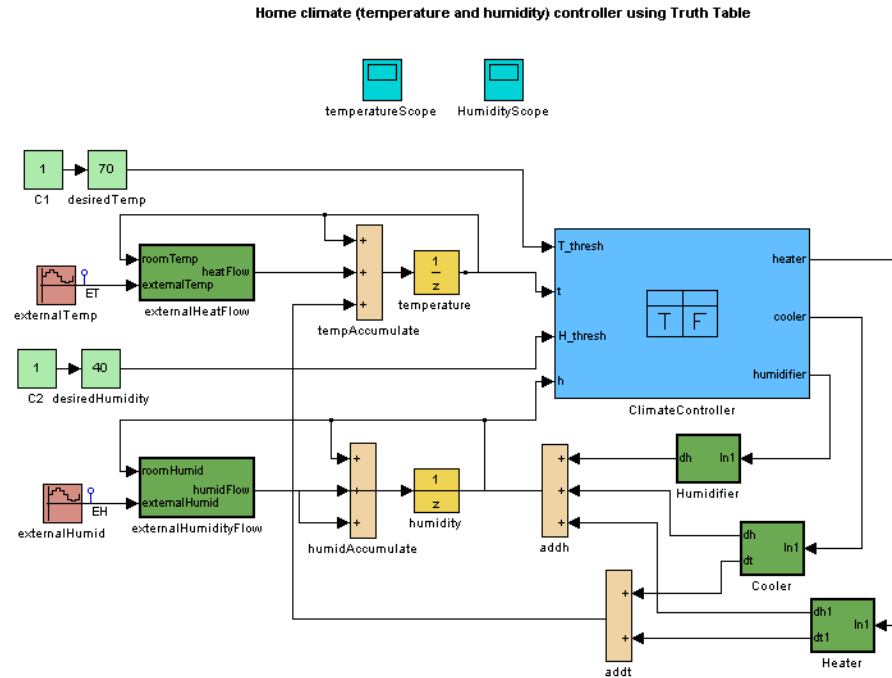 Home climate (temperature and humidity) controller using Truth Table
temperatureScope
HumidityScope
1
C1
70
desiredTemp
roomTemp
heatFlow
externalTemp
externalHeatFlow
externalTemp
ET
+
+
+
tempAccumulate
1
z
temperature
T_thresh
t
H_thresh
h
T F
heater
cooler
humidifier
ClimateController
1
C2
40
desiredHumidity
roomHumid
humidFlow
externalHumid
externalHumidityFlow
externalHumid
EH
+
+
+
humidAccumulate
1
z
humidity
+
+
+
addh
dh
In1
Humidifier
dh
dt
In1
Cooler
+
+
addt
dh1
dt1
In1
Heater